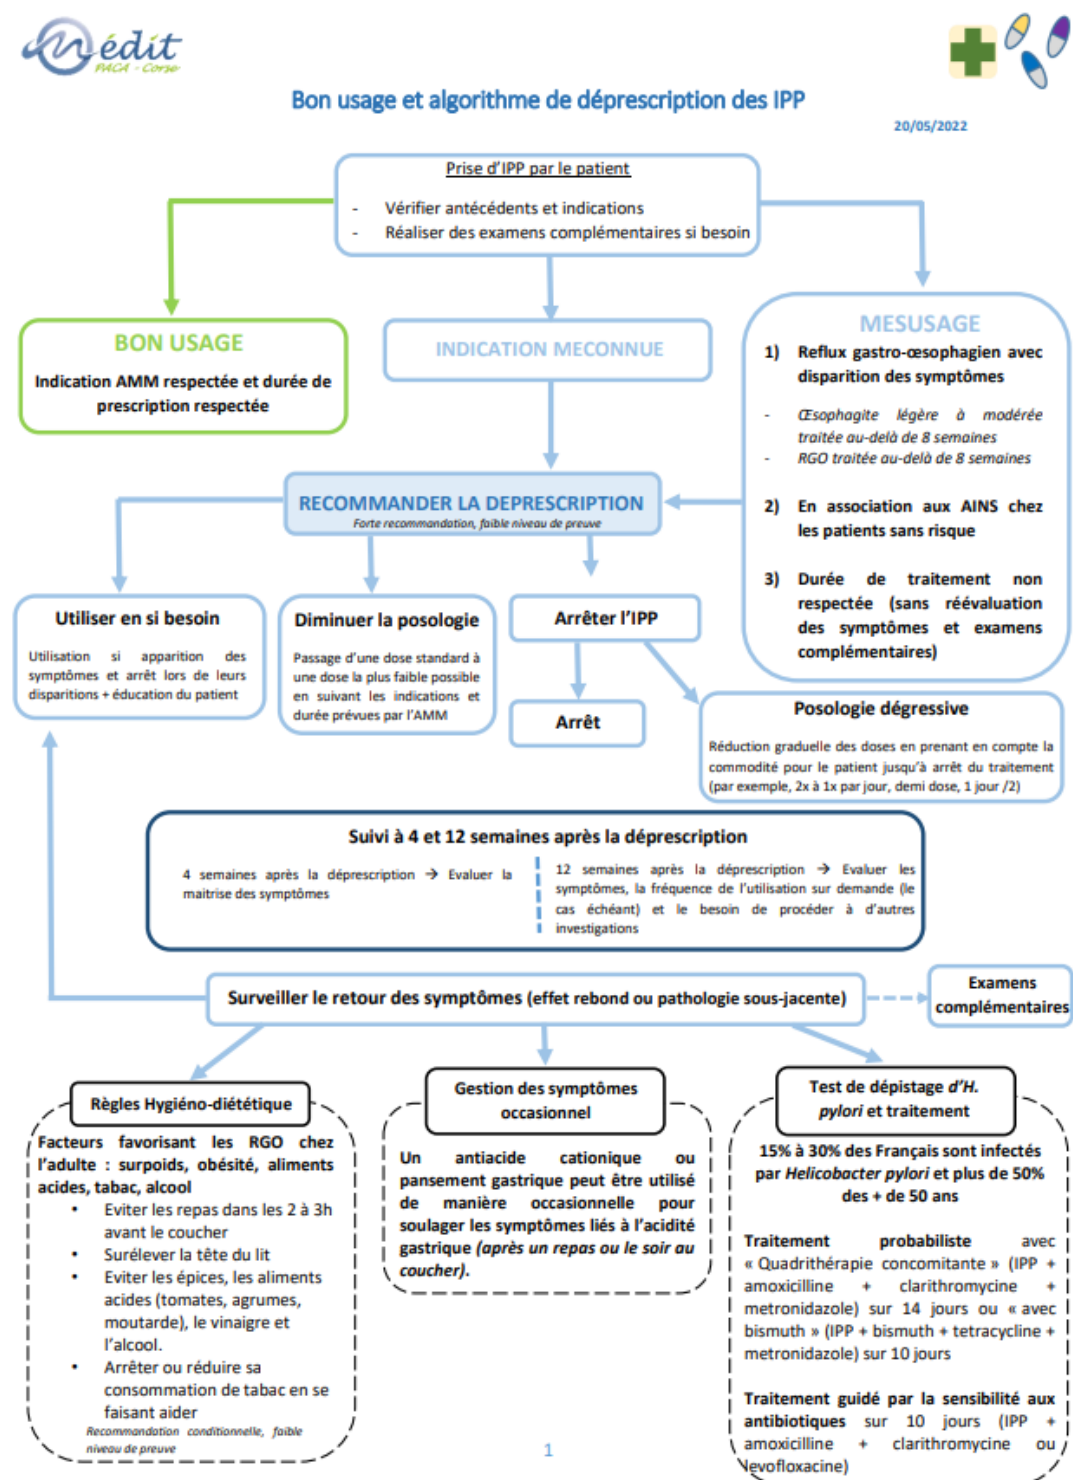 Médit
PACA - Corse
Bon usage et algorithme de déprescription des IPP
20/05/2022
Prise d'IPP par le patient
- Vérifier antécédents et indications
- Réaliser des examens complémentaires si besoin
BON USAGE
Indication AMM respectée et durée de
prescription respectée
INDICATION MECONNUE
MESUSAGE
1) Reflux gastro-œsophagien avec
disparition des symptômes
- Œsophagite légère à modérée
traitée au-delà de 8 semaines
- RGO traitée au-delà de 8 semaines
2) En association aux AINS chez
les patients sans risque
3) Durée de traitement non
respectée (sans réévaluation
des symptômes et examens
complémentaires)
RECOMMANDER LA DEPRESCRIPTION
Forte recommandation, faible niveau de preuve
Utiliser en si besoin
Utilisation si apparition des
symptômes et arrêt lors de leurs
disparitions + éducation du patient
Diminuer la posologie
Passage d'une dose standard à
une dose la plus faible possible
en suivant les indications et
durée prévues par l'AMM
Arrêter l'IPP
Arrêt
Posologie dégressive
Réduction graduelle des doses en prenant en compte la
commodité pour le patient jusqu'à arrêt du traitement
(par exemple, 2x à 1x par jour, demi dose, 1 jour /2)
Suivi à 4 et 12 semaines après la déprescription
4 semaines après la déprescription → Evaluer la
maitrise des symptômes
12 semaines après la déprescription → Evaluer les
symptômes, la fréquence de l'utilisation sur demande (le
cas échéant) et le besoin de procéder à d'autres
investigations
Surveiller le retour des symptômes (effet rebond ou pathologie sous-jacente)
Examens
complémentaires
Règles Hygiéno-diététique
Facteurs favorisant les RGO chez
l'adulte : surpoids, obésité, aliments
acides, tabac, alcool
• Eviter les repas dans les 2 à 3h
avant le coucher
• Surélever la tête du lit
• Eviter les épices, les aliments
acides (tomates, agrumes,
moutarde), le vinaigre et
l'alcool.
• Arrêter ou réduire sa
consommation de tabac en se
faisant aider
Recommandation conditionnelle, faible
niveau de preuve
Gestion des symptômes
occasionnel
Un antiacide cationique ou
pansement gastrique peut être utilisé
de manière occasionnelle pour
soulager les symptômes liés à l'acidité
gastrique (après un repas ou le soir au
coucher).
Test de dépistage d'H.
pylori et traitement
15% à 30% des Français sont infectés
par Helicobacter pylori et plus de 50%
des + de 50 ans
Traitement probabiliste avec
« Quadrithérapie concomitante » (IPP +
amoxicilline + clarithromycine +
metronidazole) sur 14 jours ou « avec
bismuth » (IPP + bismuth + tetracycline +
metronidazole) sur 10 jours
Traitement guidé par la sensibilité aux
antibiotiques sur 10 jours (IPP +
amoxicilline + clarithromycine ou
levofloxacine)
1